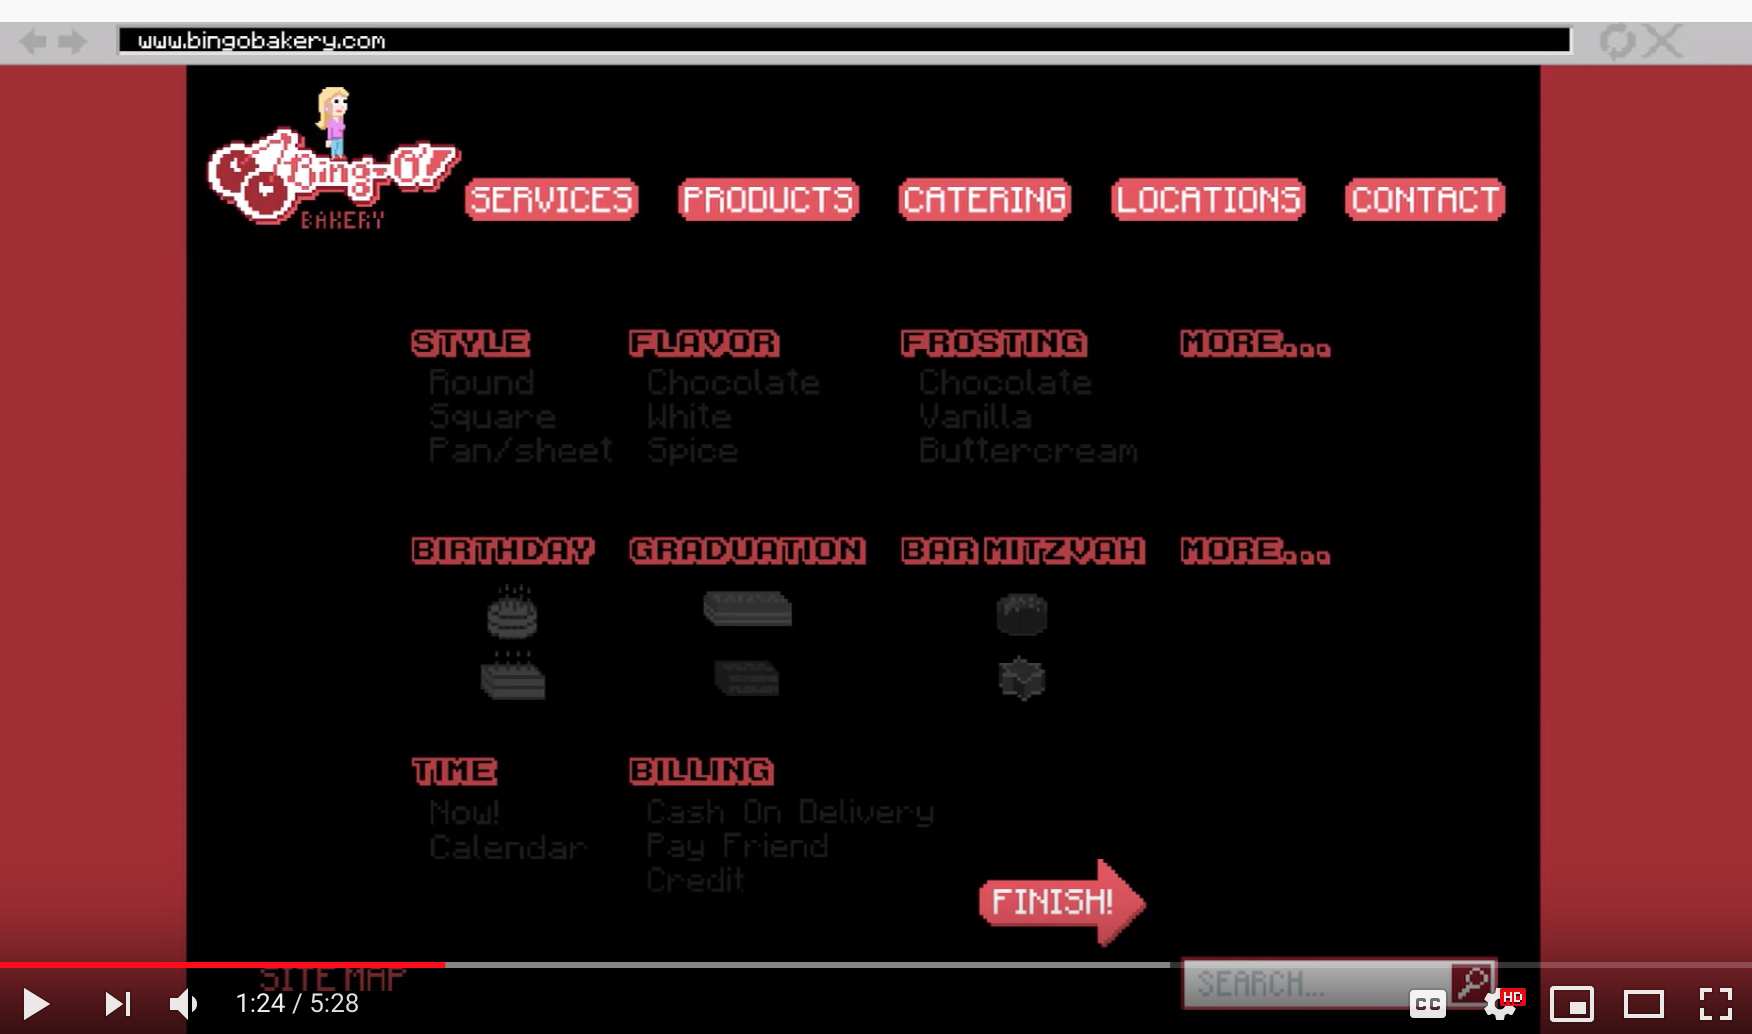 www.bingobakery.com
Bing-O!
BAKERY
SERVICES PRODUCTS CATERING LOCATIONS CONTACT
STYLE FLAVOR FROSTING MORE...
Round Chocolate Chocolate
Square White Vanilla
Pan/sheet Spice Buttercream
BIRTHDAY GRADUATION BAR MITZVAH MORE...
TIME BILLING
Now! Cash On Delivery
Calendar Pay Friend
Credit
FINISH!
SITE MAP SEARCH...
1:24 / 5:28 CC HD